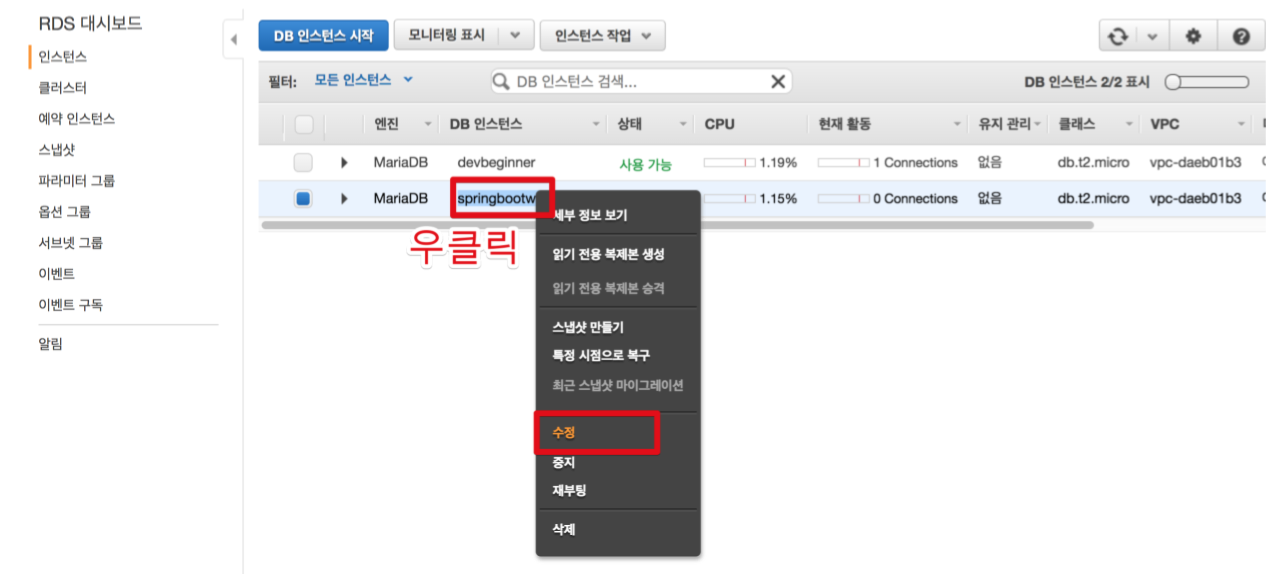 RDS 대시보드
인스턴스
클러스터
예약 인스턴스
스냅샷
파라미터 그룹
옵션 그룹
서브넷 그룹
이벤트
이벤트 구독
알림
DB 인스턴스 시작 모니터링 표시 인스턴스 작업
필터: 모든 인스턴스 DB 인스턴스 검색... DB 인스턴스 2/2 표시
엔진 DB 인스턴스 상태 CPU 현재 활동 유지 관리 클래스 VPC
MariaDB devbeginner 사용 가능 1.19% 1 Connections 없음 db.t2.micro vpc-daeb01b3
MariaDB springbootw 1.15% 0 Connections 없음 db.t2.micro vpc-daeb01b3
우클릭
세부 정보 보기
읽기 전용 복제본 생성
읽기 전용 복제본 승격
스냅샷 만들기
특정 시점으로 복구
최근 스냅샷 마이그레이션
수정
중지
재부팅
삭제